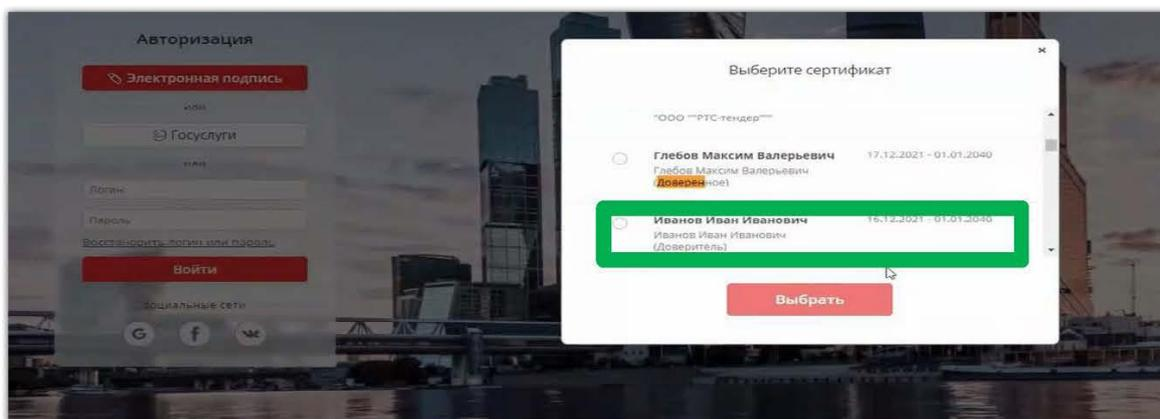 Авторизация
Электронная подпись
или
Госуслуги
или
Логин
Пароль
Восстановить логин или пароль
Войти
социальные сети
G f
Выберите сертификат
×
"ООО ""РТС-тендер"""
Глебов Максим Валерьевич 17.12.2021 - 01.01.2040
Глебов Максим Валерьевич
(Доверенное)
Иванов Иван Иванович 16.12.2021 - 01.01.2040
Иванов Иван Иванович
(Доверитель)
Выбрать